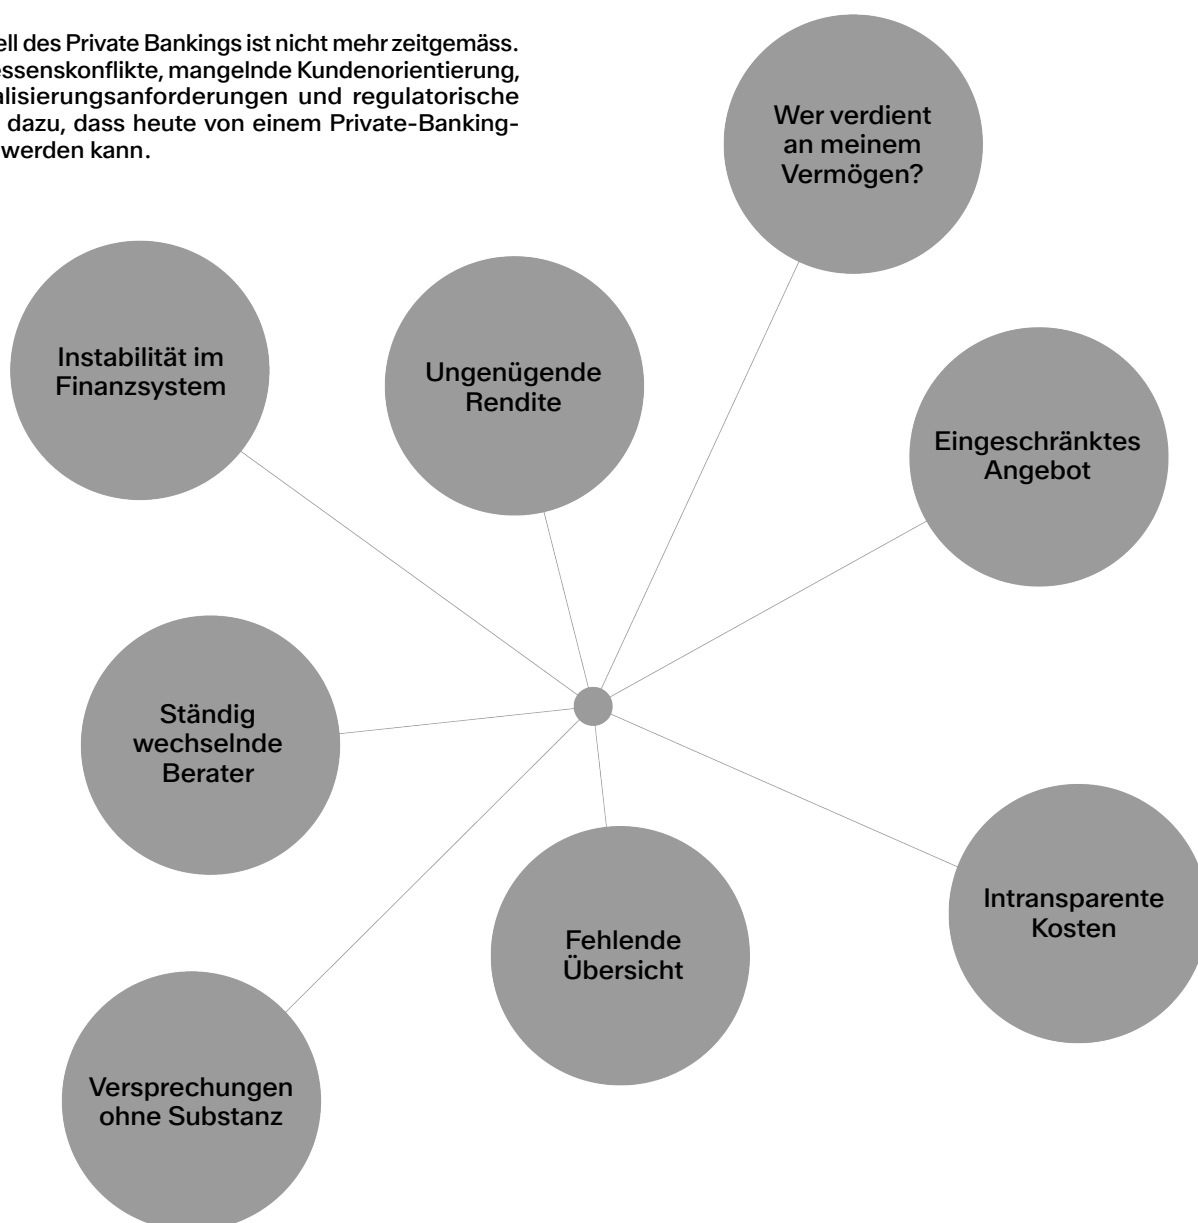 ell des Private Bankings ist nicht mehr zeitgemäss.
essenskonflikte, mangelnde Kundenorientierung,
alisierungsanforderungen und regulatorische
dazu, dass heute von einem Private-Banking-
werden kann.
Wer verdient
an meinem
Vermögen?
Instabilität im
Finanzsystem
Ungenügende
Rendite
Eingeschränktes
Angebot
Ständig
wechselnde
Berater
Intransparente
Kosten
Fehlende
Übersicht
Versprechungen
ohne Substanz